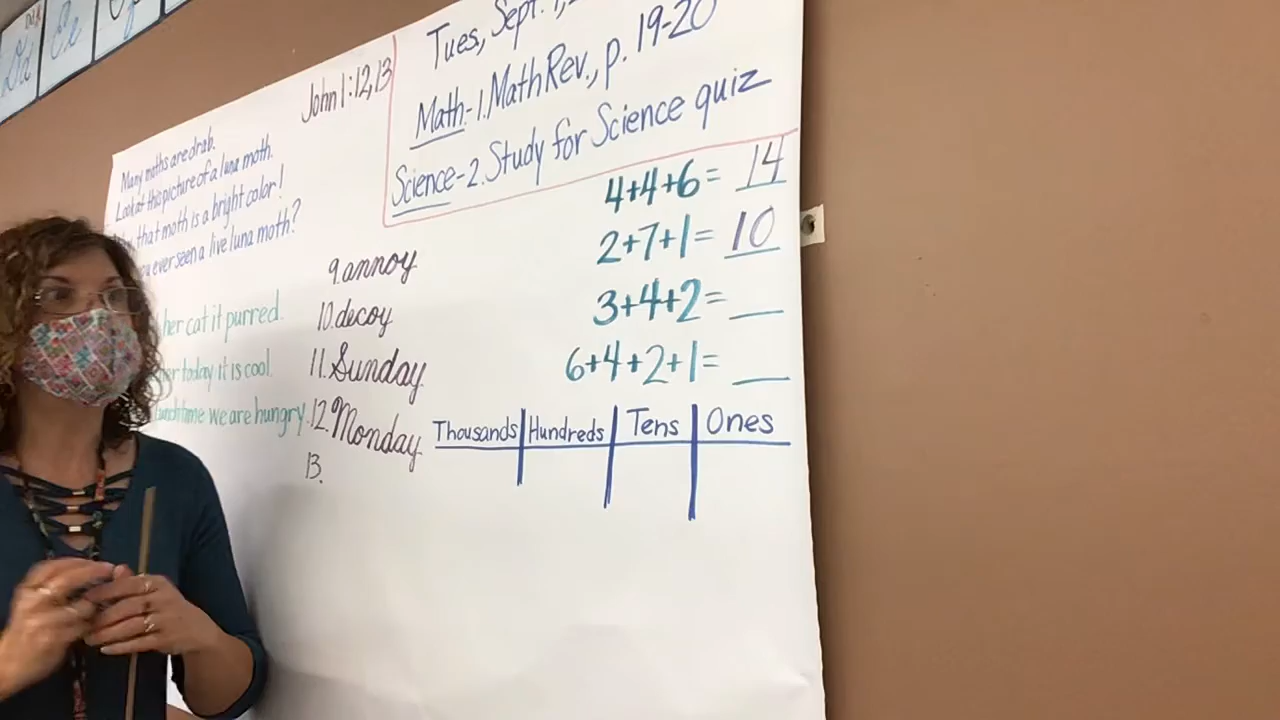 Dd Ee
John 1:12,13
Tues, Sept. 1,
Math-1. Math Rev., p. 19-20
Science-2. Study for Science quiz
Many moths are drab.
Look at this picture of a luna moth.
that moth is a bright color!
ever seen a live luna moth?
her cat it purred.
today it is cool.
lunchtime we are hungry.
9. annoy
10. decoy
11. Sunday
12. Monday
13.
4+4+6= 14
2+7+1= 10
3+4+2= __
6+4+2+1= __
Thousands Hundreds Tens Ones